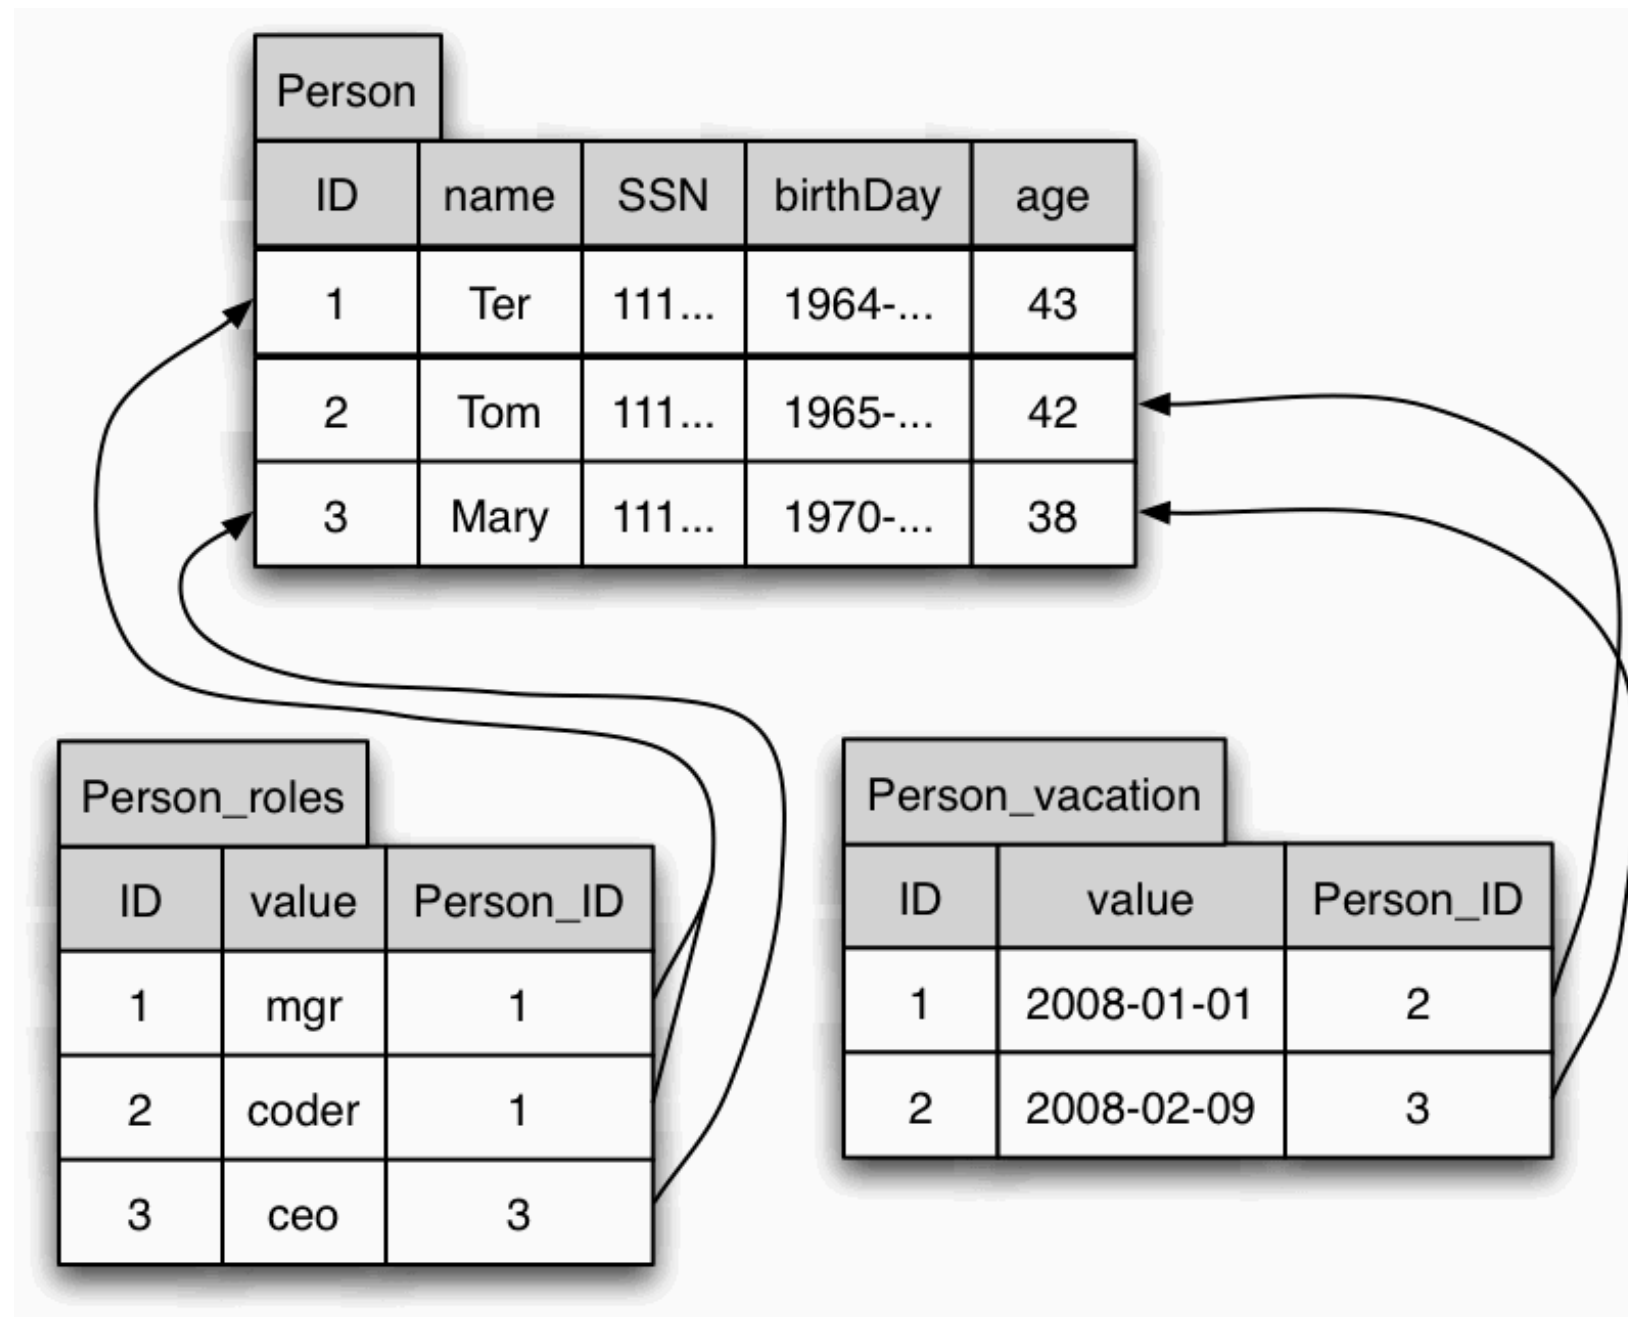 Person
ID name SSN birthDay age
1 Ter 111... 1964-... 43
2 Tom 111... 1965-... 42
3 Mary 111... 1970-... 38
Person_roles
ID value Person_ID
1 mgr 1
2 coder 1
3 ceo 3
Person_vacation
ID value Person_ID
1 2008-01-01 2
2 2008-02-09 3